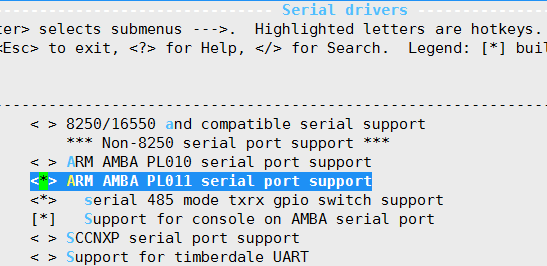 Serial drivers
ter> selects submenus --->. Highlighted letters are hotkeys.
<Esc> to exit, <?> for Help, </> for Search. Legend: [*] buil
< > 8250/16550 and compatible serial support
*** Non-8250 serial port support ***
< > ARM AMBA PL010 serial port support
<*> ARM AMBA PL011 serial port support
<*> serial 485 mode txrx gpio switch support
[*] Support for console on AMBA serial port
< > SCCNXP serial port support
< > Support for timberdale UART